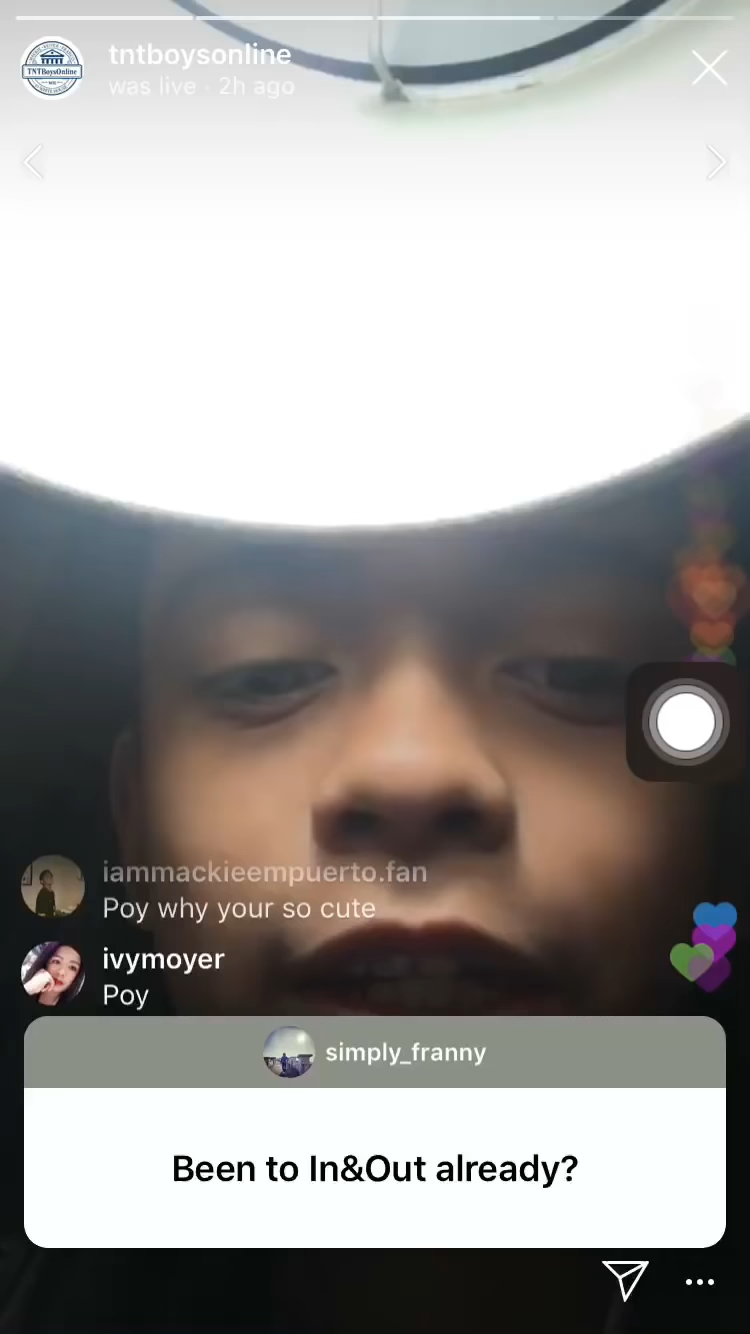 tntboysonline
was live · 2h ago
TNTBoysOnline
iammackieempuerto.fan
Poy why your so cute
ivymoyer
Poy
simply_franny
Been to In&Out already?